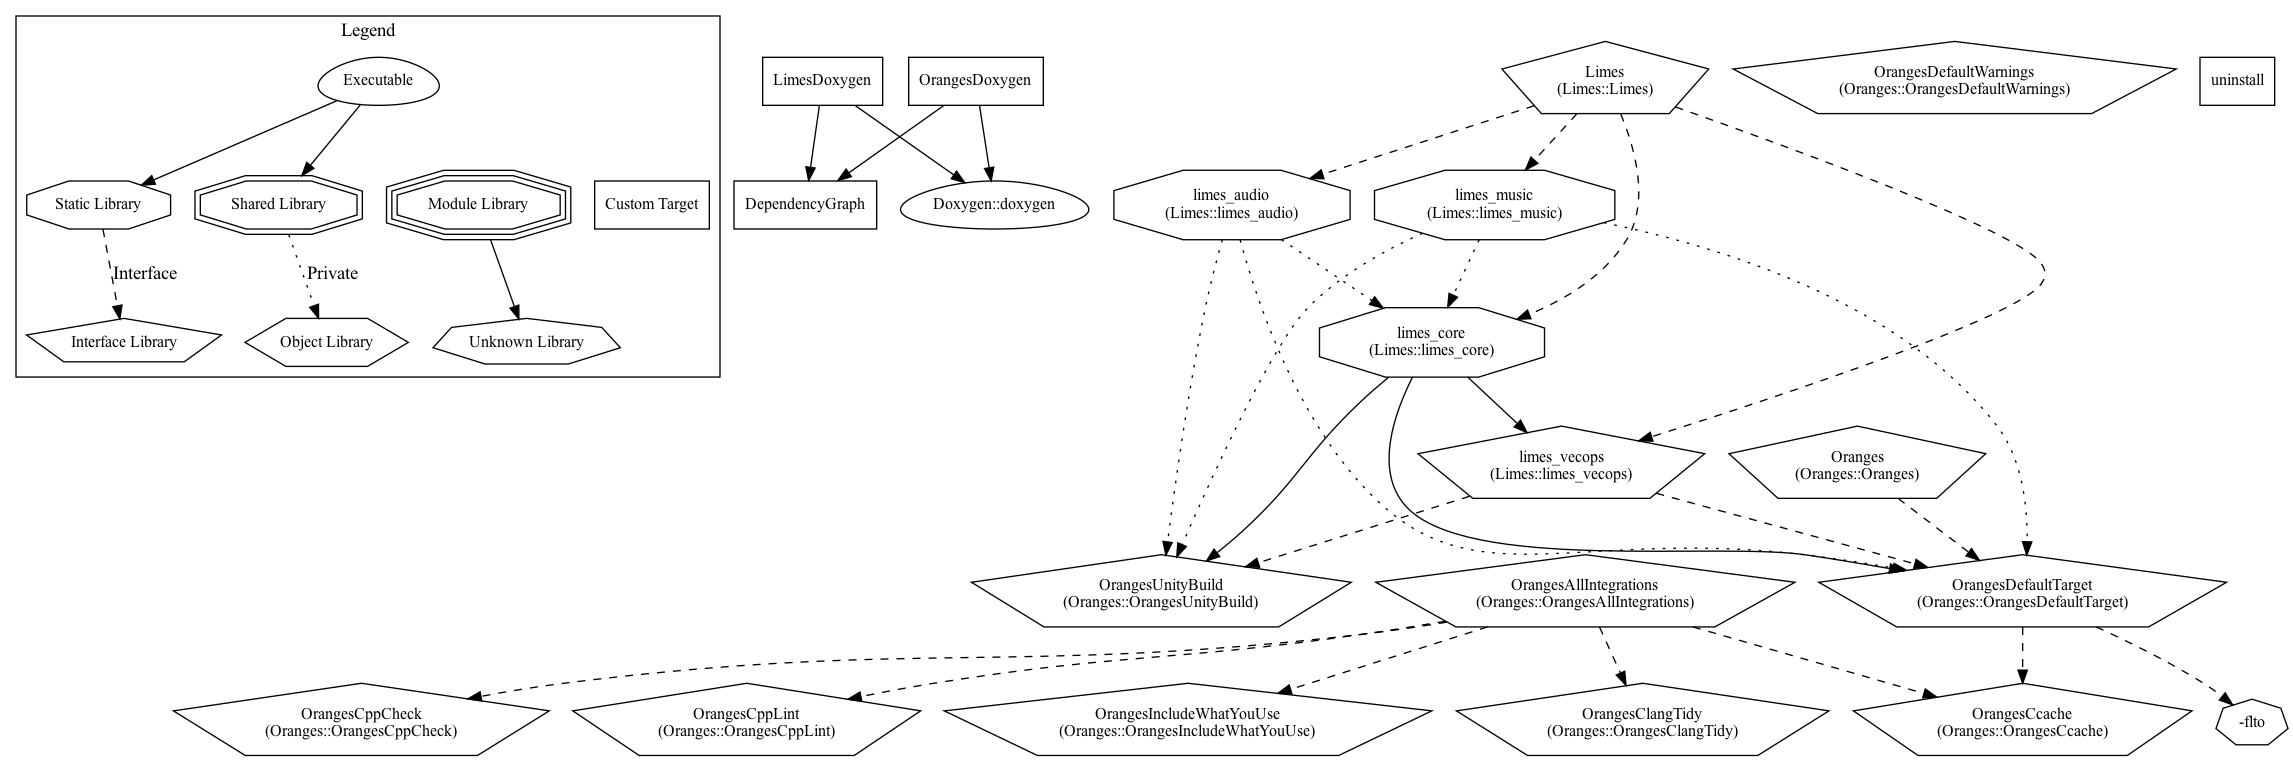 Legend
Executable
Static Library
Shared Library
Module Library
Custom Target
Interface
Private
Interface Library
Object Library
Unknown Library
LimesDoxygen
OrangesDoxygen
DependencyGraph
Doxygen::doxygen
Limes
(Limes::Limes)
OrangesDefaultWarnings
(Oranges::OrangesDefaultWarnings)
uninstall
limes_audio
(Limes::limes_audio)
limes_music
(Limes::limes_music)
limes_core
(Limes::limes_core)
limes_vecops
(Limes::limes_vecops)
Oranges
(Oranges::Oranges)
OrangesUnityBuild
(Oranges::OrangesUnityBuild)
OrangesAllIntegrations
(Oranges::OrangesAllIntegrations)
OrangesDefaultTarget
(Oranges::OrangesDefaultTarget)
OrangesCppCheck
(Oranges::OrangesCppCheck)
OrangesCppLint
(Oranges::OrangesCppLint)
OrangesIncludeWhatYouUse
(Oranges::OrangesIncludeWhatYouUse)
OrangesClangTidy
(Oranges::OrangesClangTidy)
OrangesCcache
(Oranges::OrangesCcache)
-flto